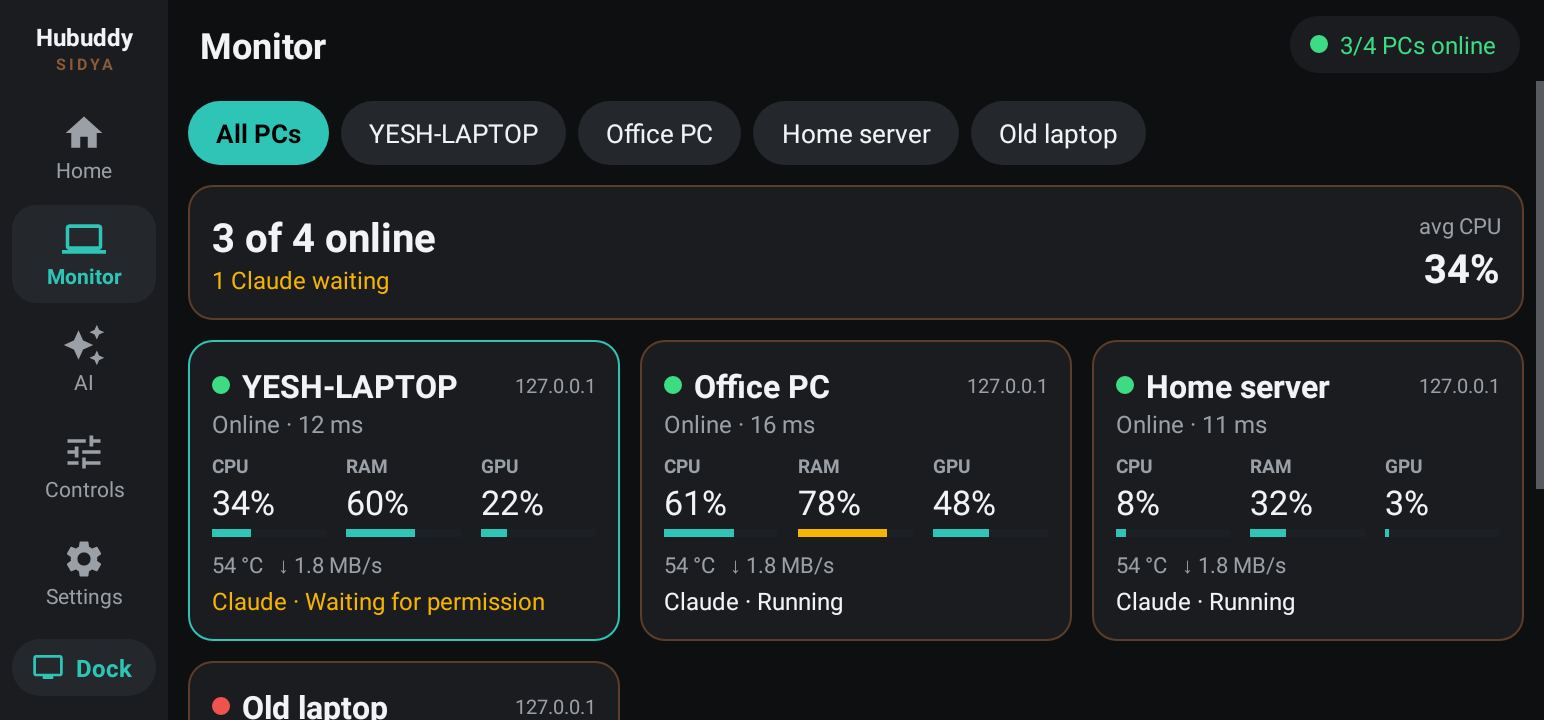 Hubuddy
SIDYA
Home
Monitor
AI
Controls
Settings
Dock
Monitor
3/4 PCs online
All PCs
YESH-LAPTOP
Office PC
Home server
Old laptop
3 of 4 online
1 Claude waiting
avg CPU
34%
YESH-LAPTOP 127.0.0.1
Online · 12 ms
CPU RAM GPU
34% 60% 22%
54 °C ↓ 1.8 MB/s
Claude · Waiting for permission
Office PC 127.0.0.1
Online · 16 ms
CPU RAM GPU
61% 78% 48%
54 °C ↓ 1.8 MB/s
Claude · Running
Home server 127.0.0.1
Online · 11 ms
CPU RAM GPU
8% 32% 3%
54 °C ↓ 1.8 MB/s
Claude · Running
Old laptop 127.0.0.1